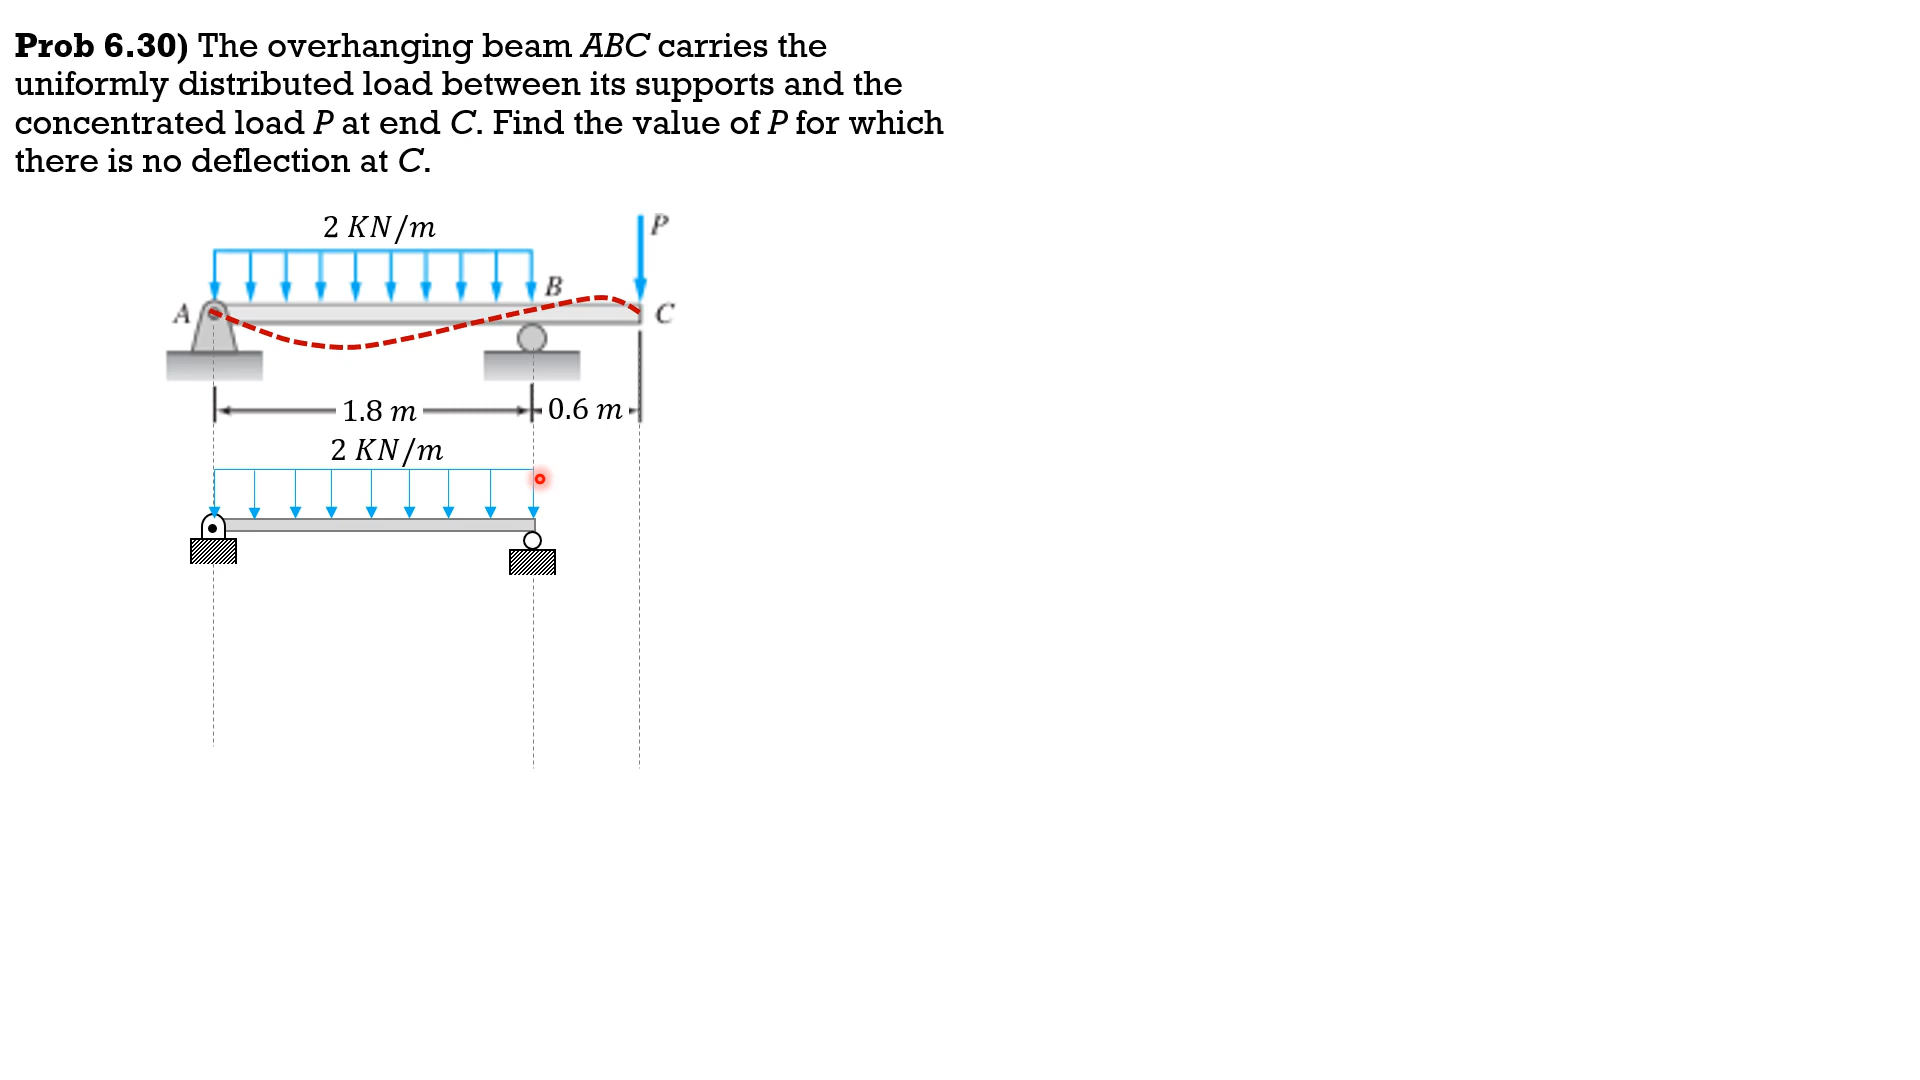 Prob 6.30) The overhanging beam ABC carries the
uniformly distributed load between its supports and the
concentrated load P at end C. Find the value of P for which
there is no deflection at C.
2 KN/m
P
B
A
C
1.8 m
0.6 m
2 KN/m